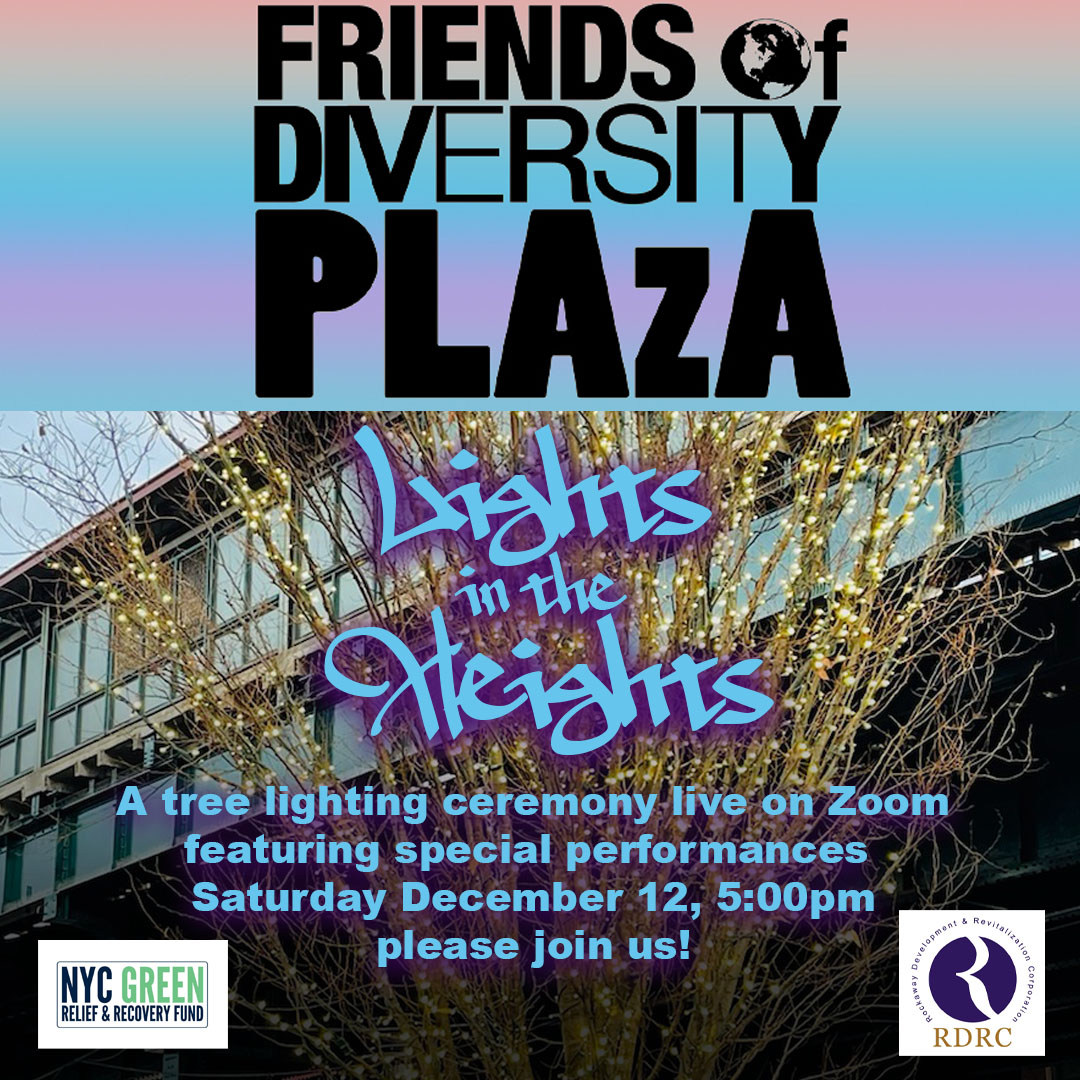 FRIENDS Of
DIVERSITY
PLAzA
Lights
in the
Heights
A tree lighting ceremony live on Zoom
featuring special performances
Saturday December 12, 5:00pm
please join us!
NYC GREEN
RELIEF & RECOVERY FUND
Rockaway Development & Revitalization Corporation
R
RDRC